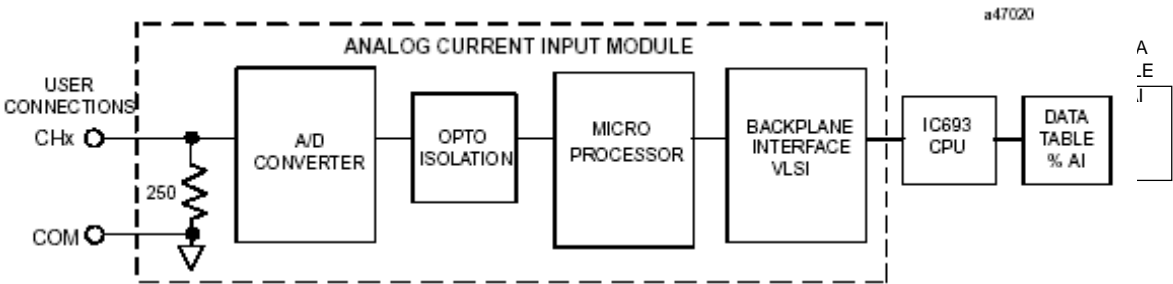 a47020
ANALOG CURRENT INPUT MODULE
USER
CONNECTIONS
CHx
250
COM
A/D
CONVERTER
OPTO
ISOLATION
MICRO
PROCESSOR
BACKPLANE
INTERFACE
VLSI
IC693
CPU
DATA
TABLE
% AI
A
LE